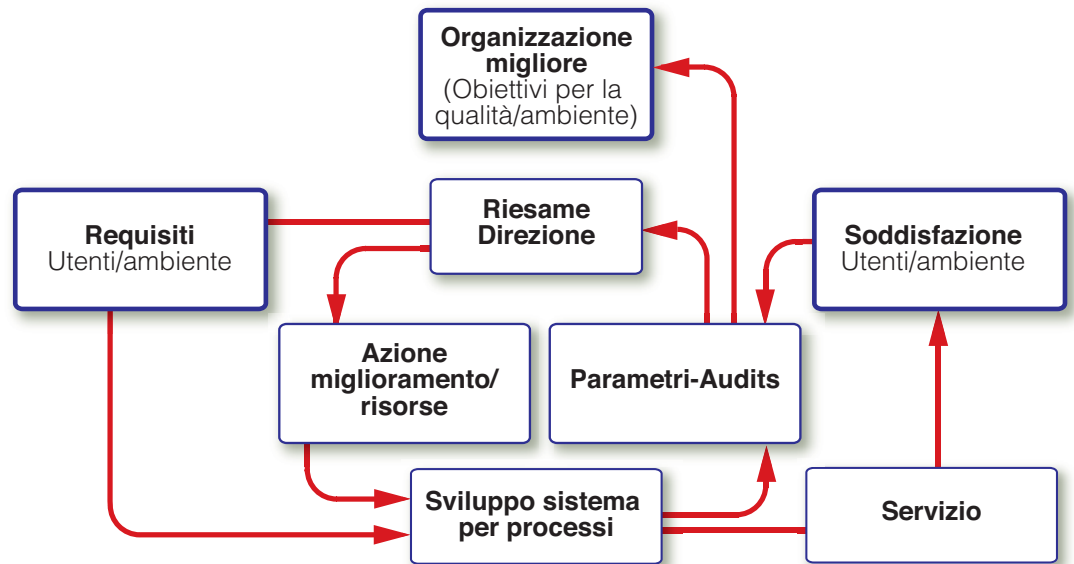 Organizzazione
migliore
(Obiettivi per la
qualità/ambiente)
Requisiti
Utenti/ambiente
Riesame
Direzione
Soddisfazione
Utenti/ambiente
Azione
miglioramento/
risorse
Parametri-Audits
Sviluppo sistema
per processi
Servizio